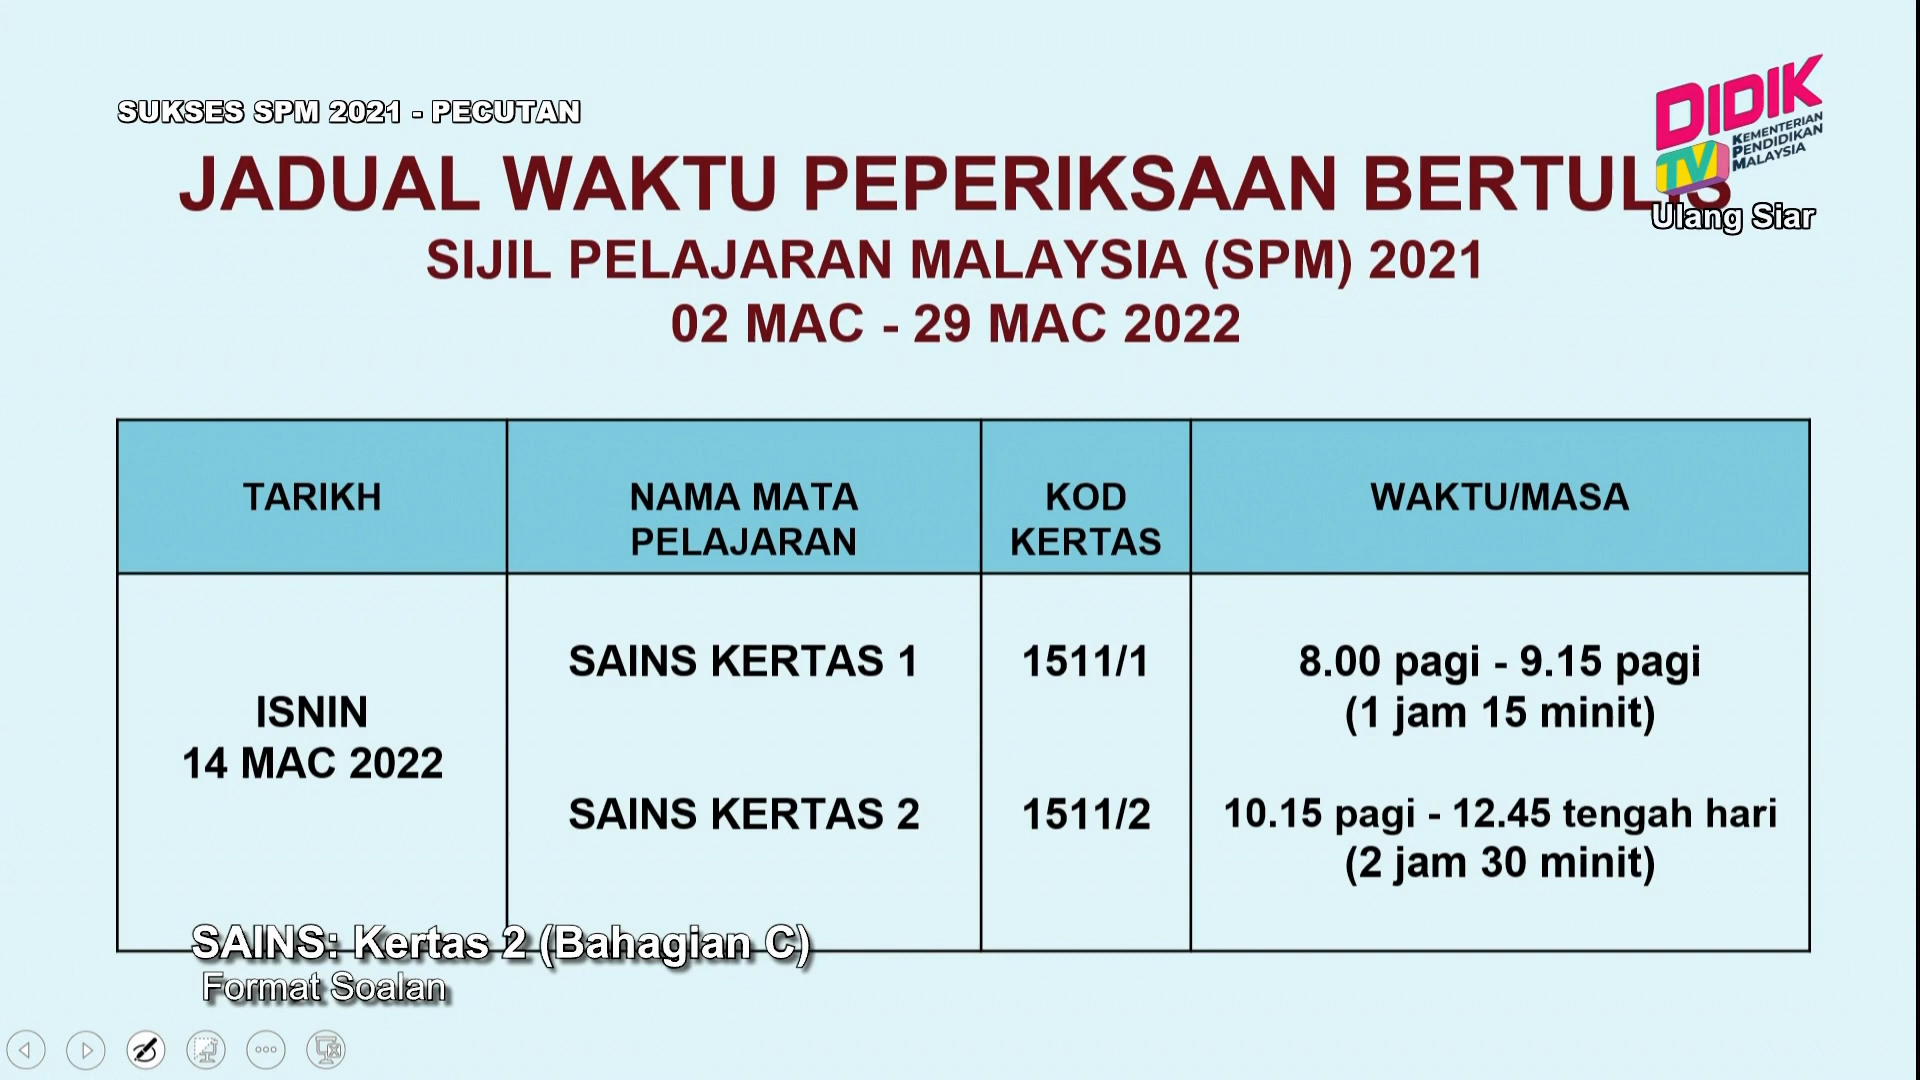 SUKSES SPM 2021 - PECUTAN
DIDIK
TV
KEMENTERIAN
PENDIDIKAN
MALAYSIA
JADUAL WAKTU PEPERIKSAAN BERTULIS
Ulang Siar
SIJIL PELAJARAN MALAYSIA (SPM) 2021
02 MAC - 29 MAC 2022
TARIKH
NAMA MATA
PELAJARAN
KOD
KERTAS
WAKTU/MASA
ISNIN
14 MAC 2022
SAINS KERTAS 1
1511/1
8.00 pagi - 9.15 pagi
(1 jam 15 minit)
SAINS KERTAS 2
1511/2
10.15 pagi - 12.45 tengah hari
(2 jam 30 minit)
SAINS: Kertas 2 (Bahagian C)
Format Soalan